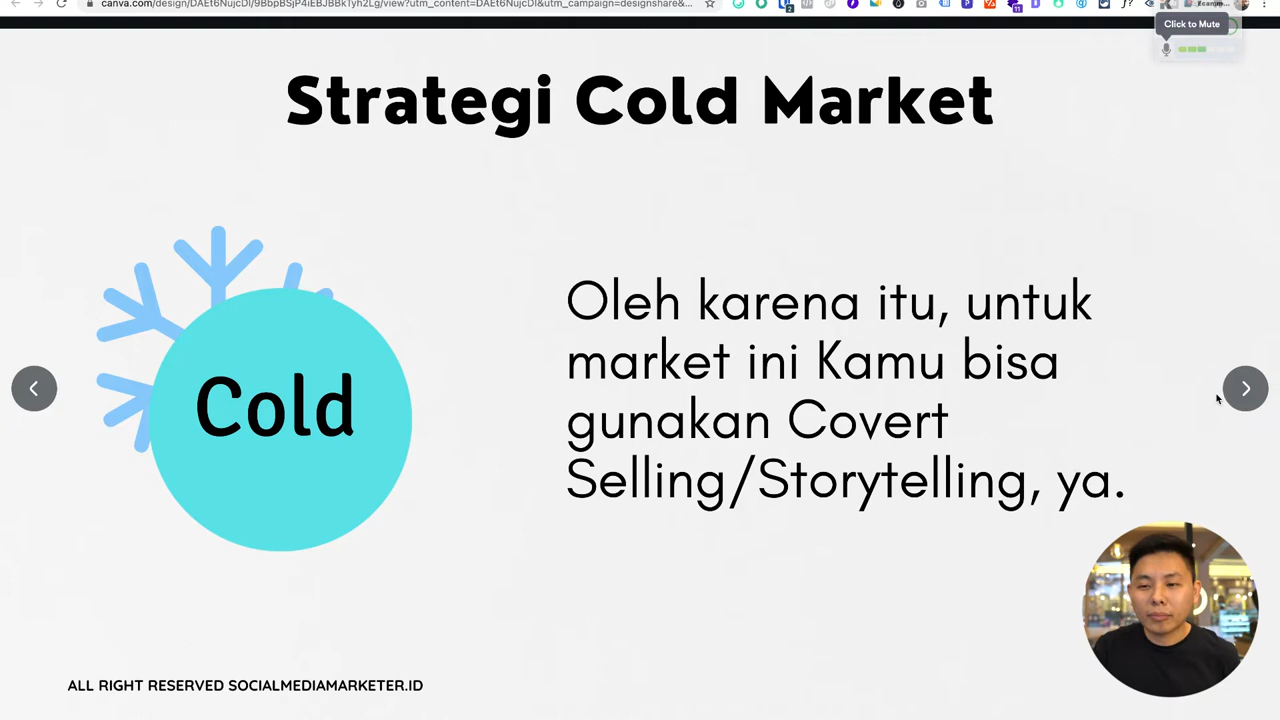 canva.com/design/DAEt6NujcDI/9BbpBSjP4iEBJBBkTyh2Lg/view?utm_content=DAEt6NujcDI&utm_campaign=designshare&...
Click to Mute
Strategi Cold Market
Cold
Oleh karena itu, untuk
market ini Kamu bisa
gunakan Covert
Selling/Storytelling, ya.
ALL RIGHT RESERVED SOCIALMEDIAMARKETER.ID